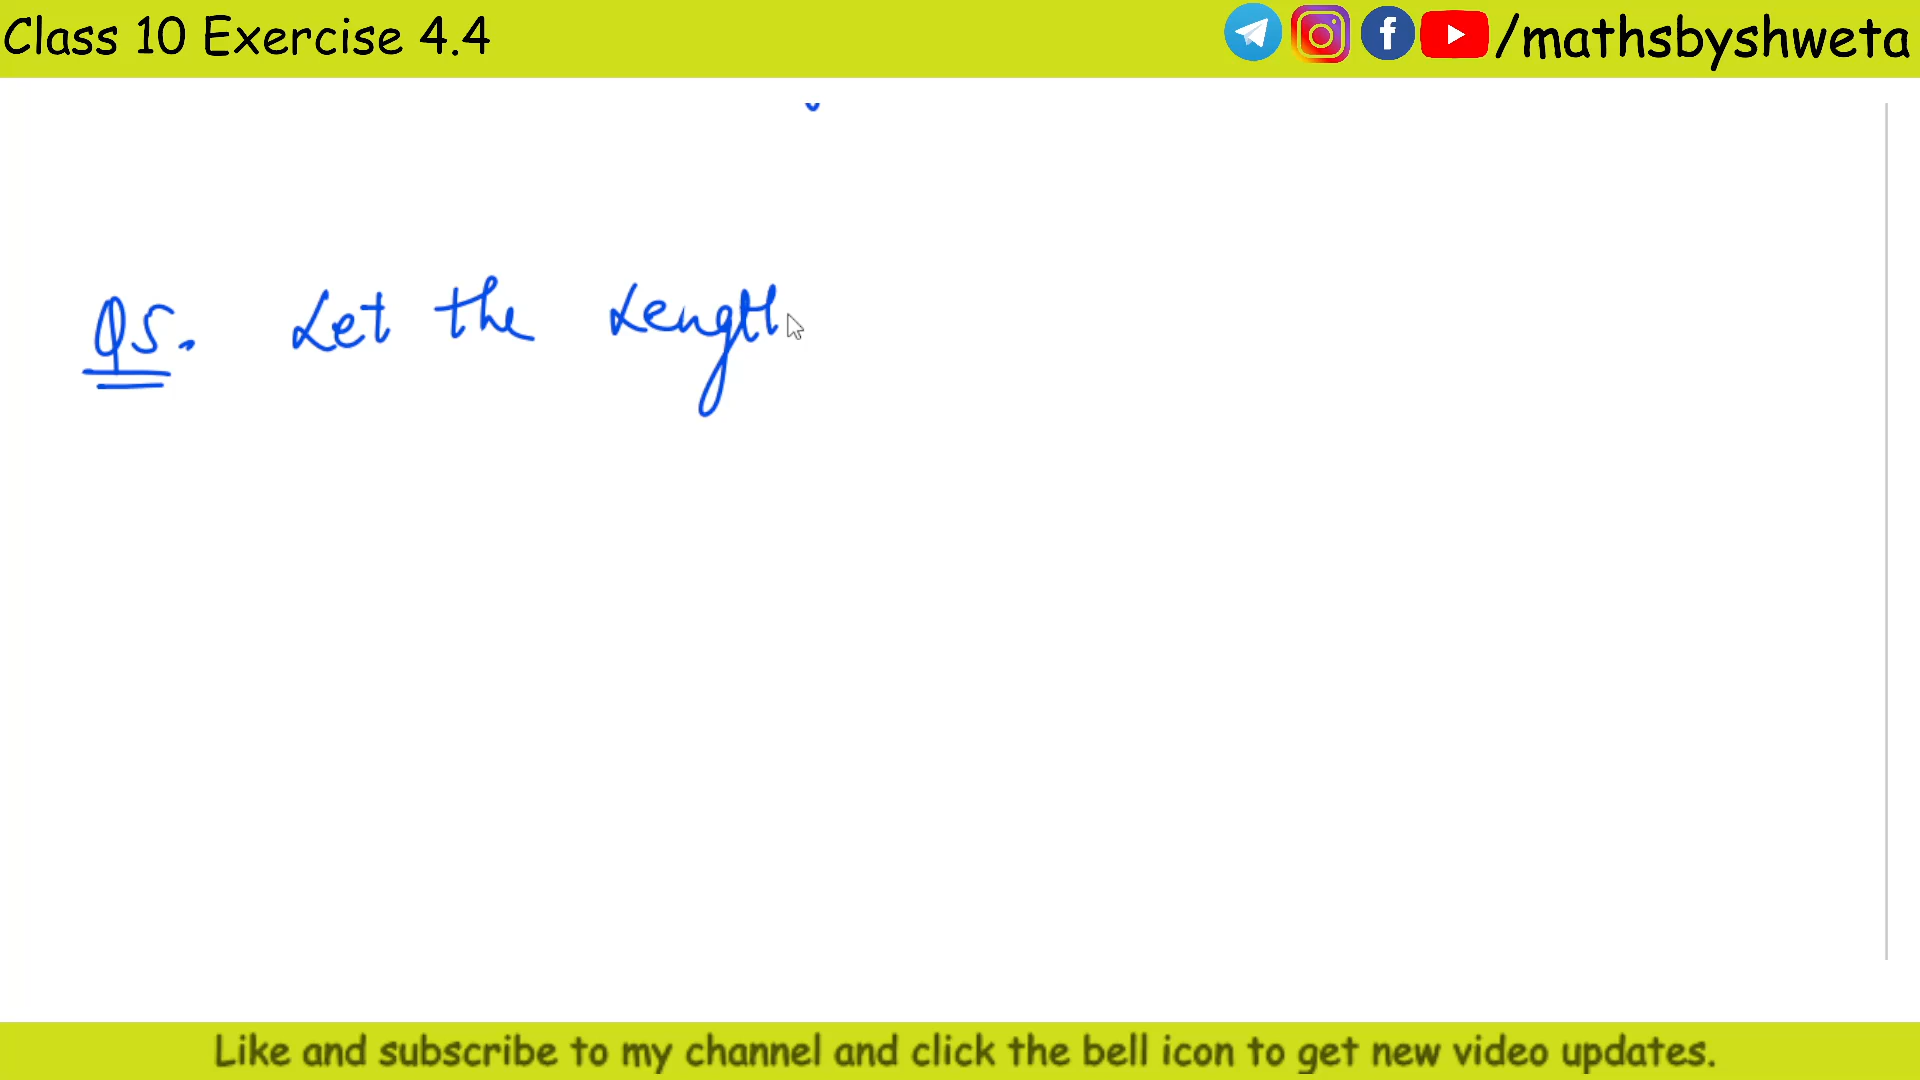 Class 10 Exercise 4.4
/mathsbyshweta
Q5. Let the Length
Like and subscribe to my channel and click the bell icon to get new video updates.